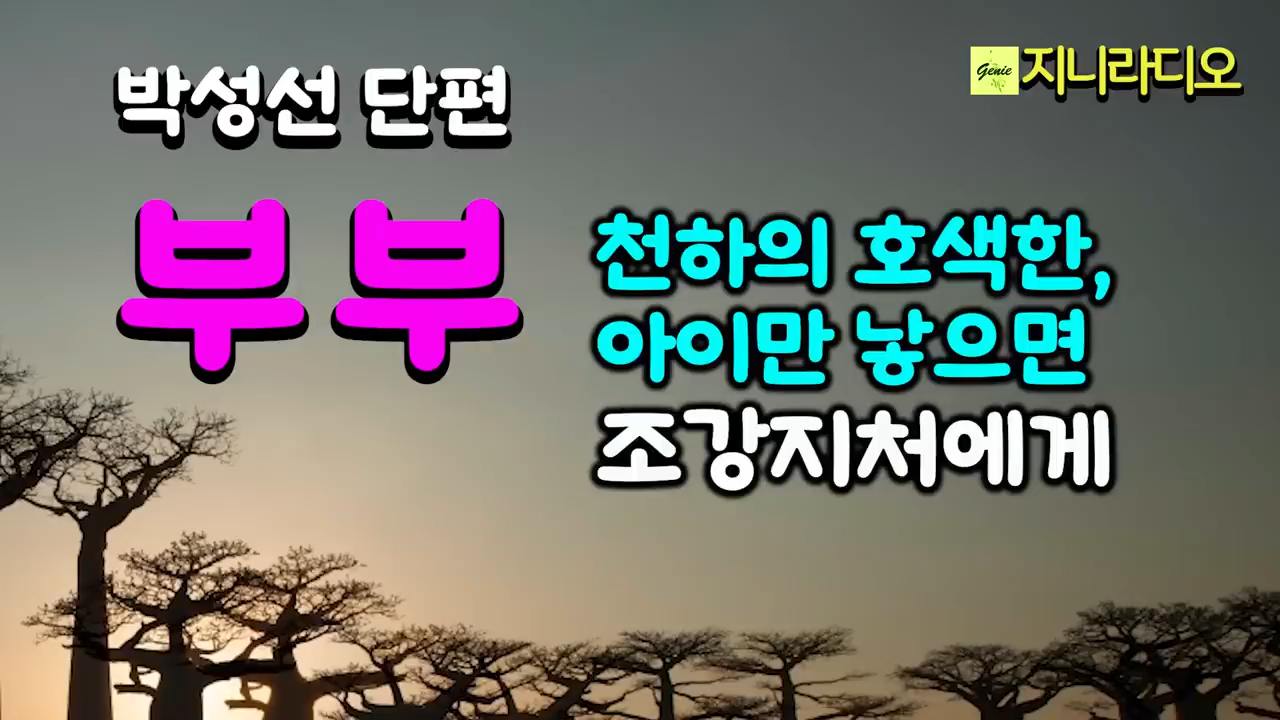 박성선 단편
Genie 지니라디오
부부
천하의 호색한,
아이만 낳으면
조강지처에게